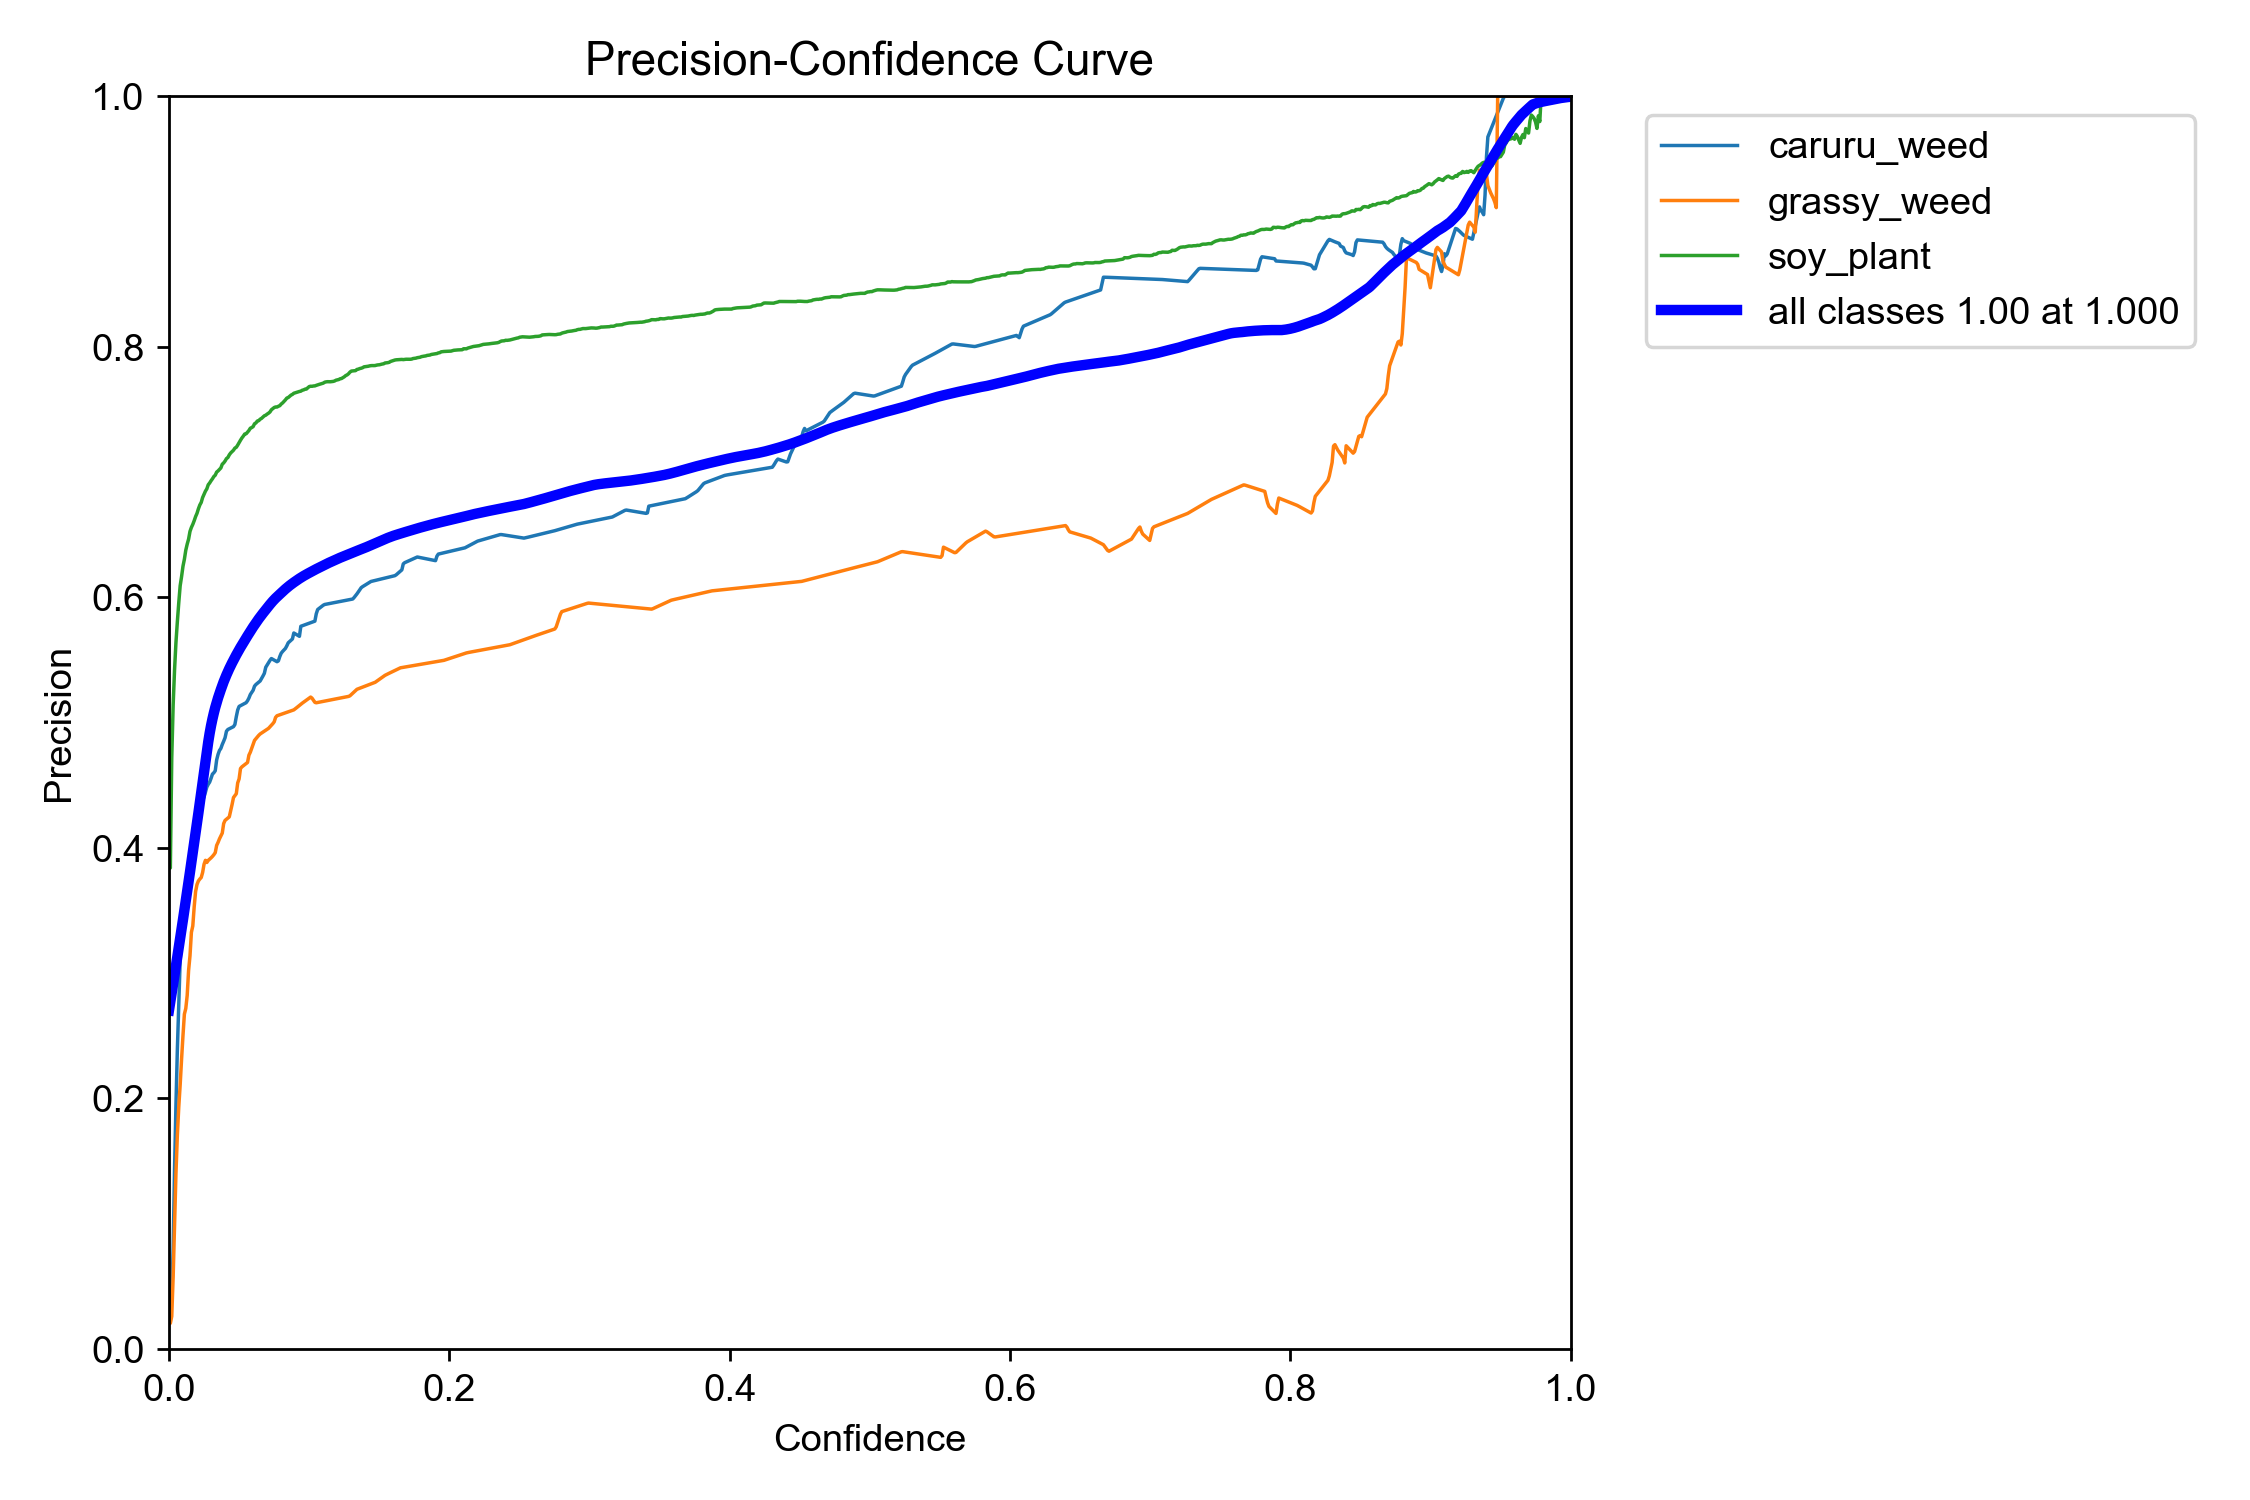 Precision-Confidence Curve
1.0
0.8
0.6
0.4
0.2
0.0
Precision
0.0 0.2 0.4 0.6 0.8 1.0
Confidence
caruru_weed
grassy_weed
soy_plant
all classes 1.00 at 1.000